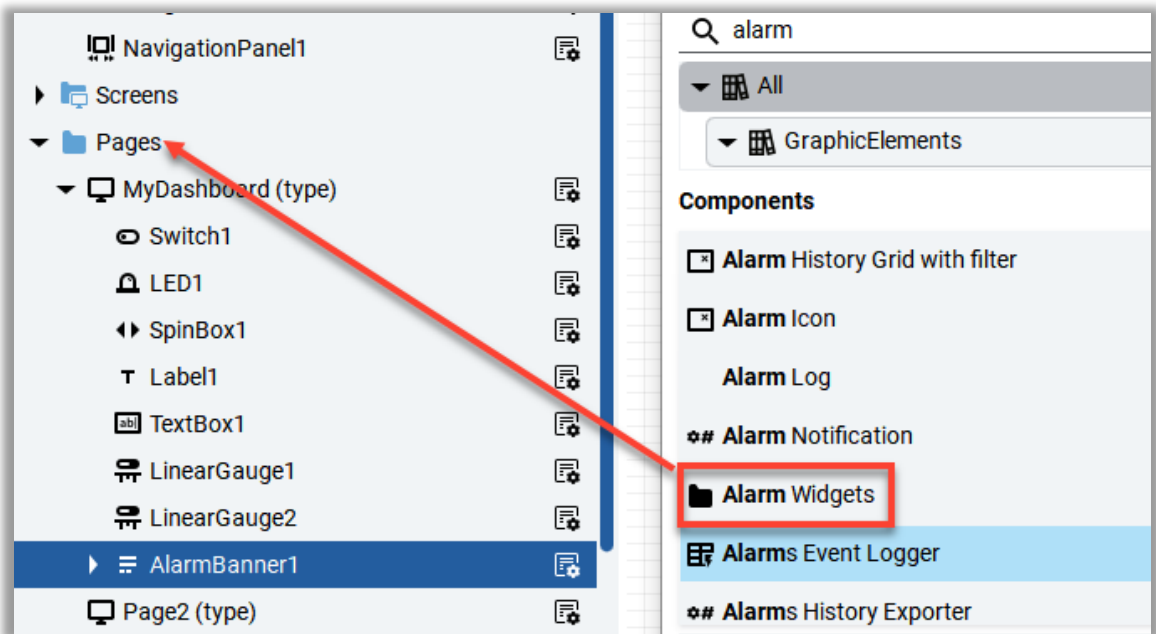 NavigationPanel1
Screens
Pages
MyDashboard (type)
Switch1
LED1
SpinBox1
Label1
TextBox1
LinearGauge1
LinearGauge2
AlarmBanner1
Page2 (type)
alarm
All
GraphicElements
Components
Alarm History Grid with filter
Alarm Icon
Alarm Log
Alarm Notification
Alarm Widgets
Alarms Event Logger
Alarms History Exporter